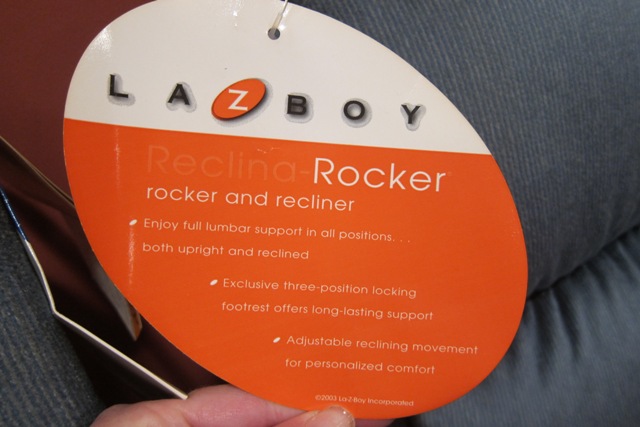 LAZBOY
Reclina-Rocker
rocker and recliner
Enjoy full lumbar support in all positions...
both upright and reclined
Exclusive three-position locking
footrest offers long-lasting support
Adjustable reclining movement
for personalized comfort
©2003 La-Z-Boy Incorporated